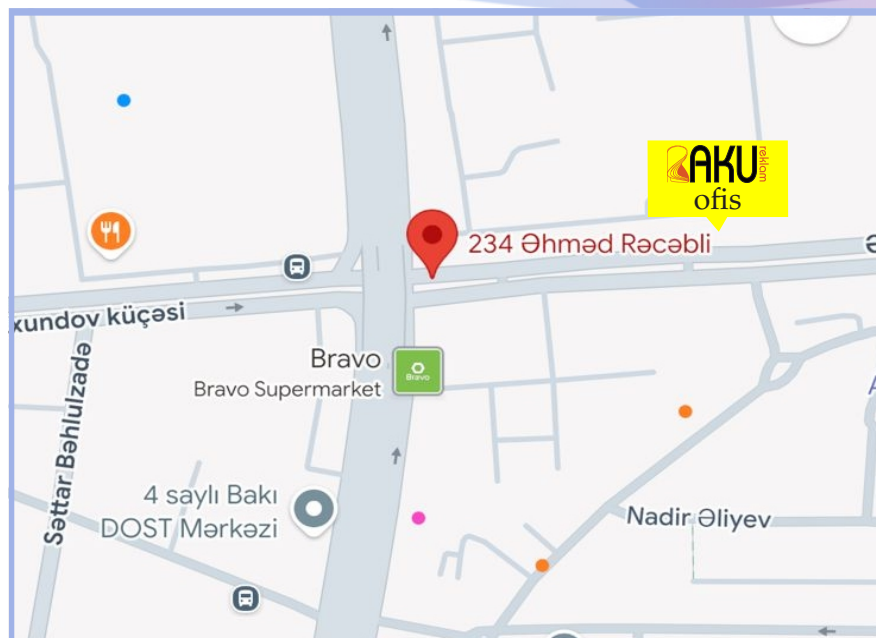 AKU
reklam
ofis
234 Əhməd Rəcəbli
Ə
xundov küçəsi
Bravo
Bravo Supermarket
Bravo
Səttar Bəhlulzadə
A
4 saylı Bakı
DOST Mərkəzi
Nadir Əliyev